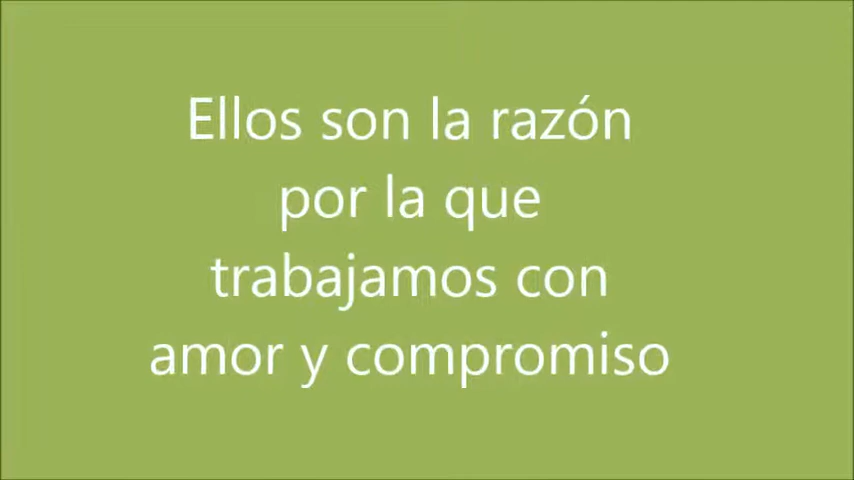 Ellos son la razón
por la que
trabajamos con
amor y compromiso